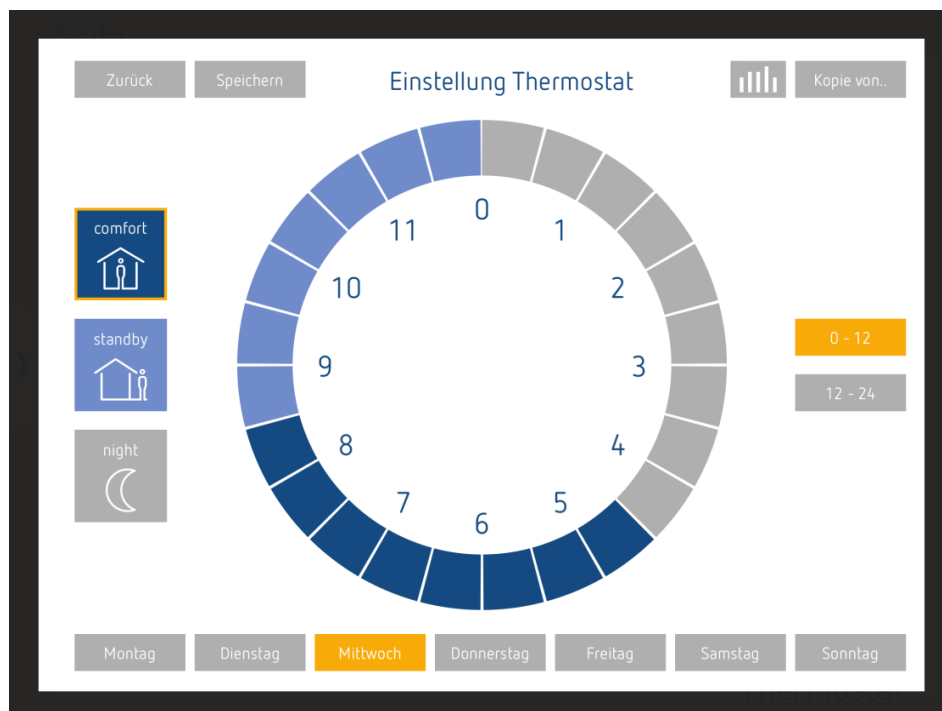 Zurück
Speichern
Einstellung Thermostat
Kopie von..
comfort
standby
night
0
1
2
3
4
5
6
7
8
9
10
11
0 - 12
12 - 24
Montag
Dienstag
Mittwoch
Donnerstag
Freitag
Samstag
Sonntag
Thermostat